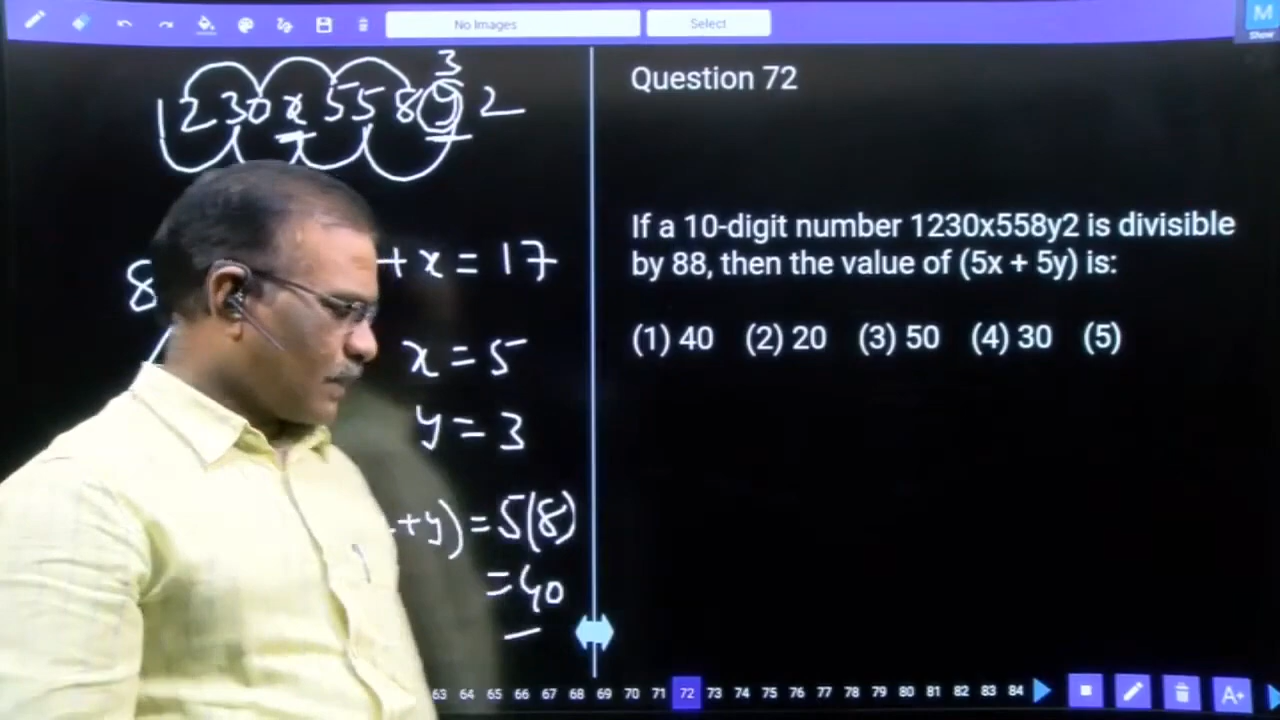 No Images
Select
M
Show
3
1230x558y2
8
+ x = 17
x = 5
y = 3
+y) = 5(8)
= 40
Question 72
If a 10-digit number 1230x558y2 is divisible
by 88, then the value of (5x + 5y) is:
(1) 40 (2) 20 (3) 50 (4) 30 (5)
63 64 65 66 67 68 69 70 71 72 73 74 75 76 77 78 79 80 81 82 83 84
A+